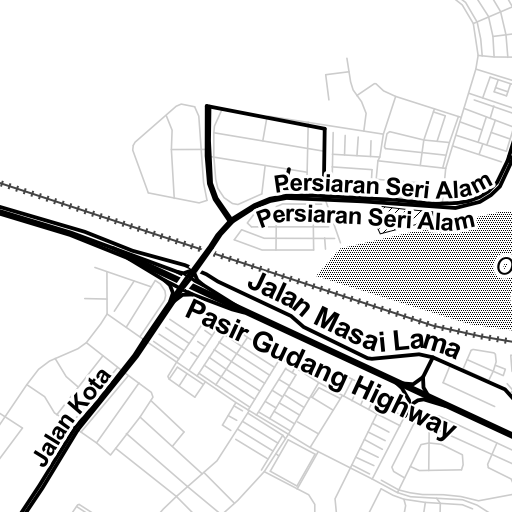 Persiaran Seri Alam
Persiaran Seri Alam
Jalan Masai Lama
Pasir Gudang Highway
Jalan Kota